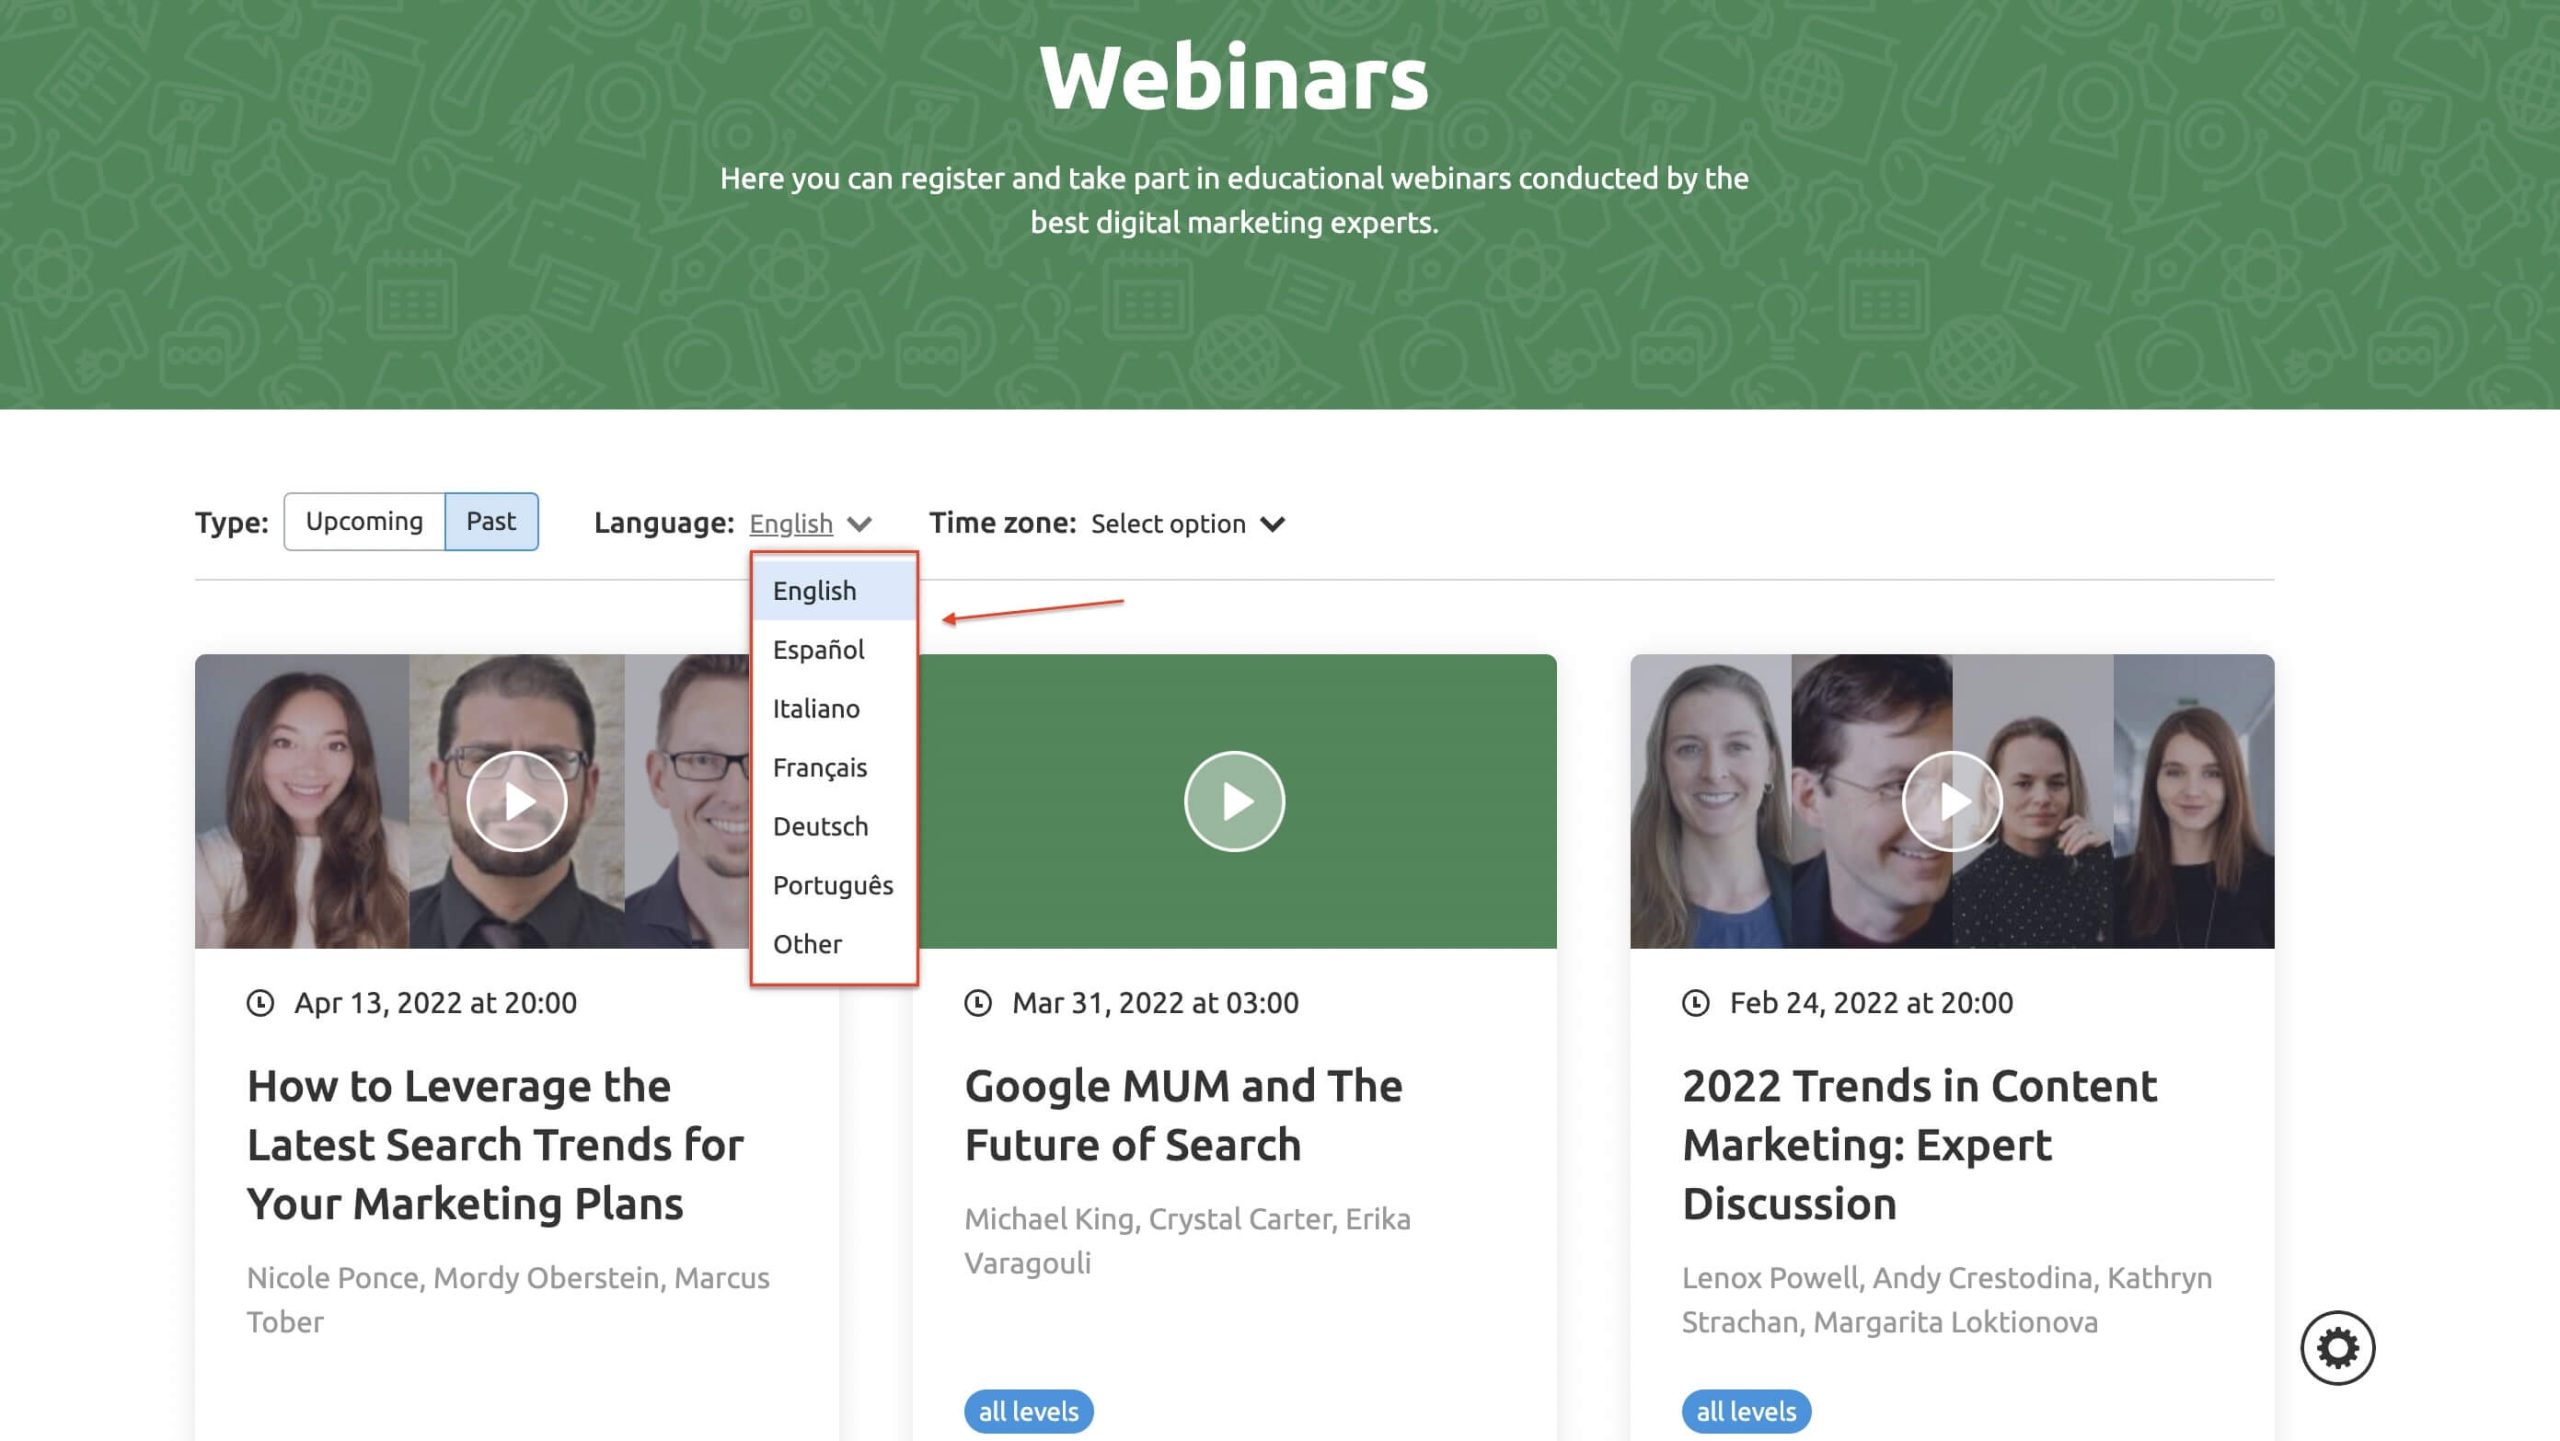 Webinars
Here you can register and take part in educational webinars conducted by the
best digital marketing experts.
Type: Upcoming Past Language: English Time zone: Select option
English
Español
Italiano
Français
Deutsch
Português
Other
Apr 13, 2022 at 20:00
How to Leverage the
Latest Search Trends for
Your Marketing Plans
Nicole Ponce, Mordy Oberstein, Marcus
Tober
Mar 31, 2022 at 03:00
Google MUM and The
Future of Search
Michael King, Crystal Carter, Erika
Varagouli
all levels
Feb 24, 2022 at 20:00
2022 Trends in Content
Marketing: Expert
Discussion
Lenox Powell, Andy Crestodina, Kathryn
Strachan, Margarita Loktionova
all levels